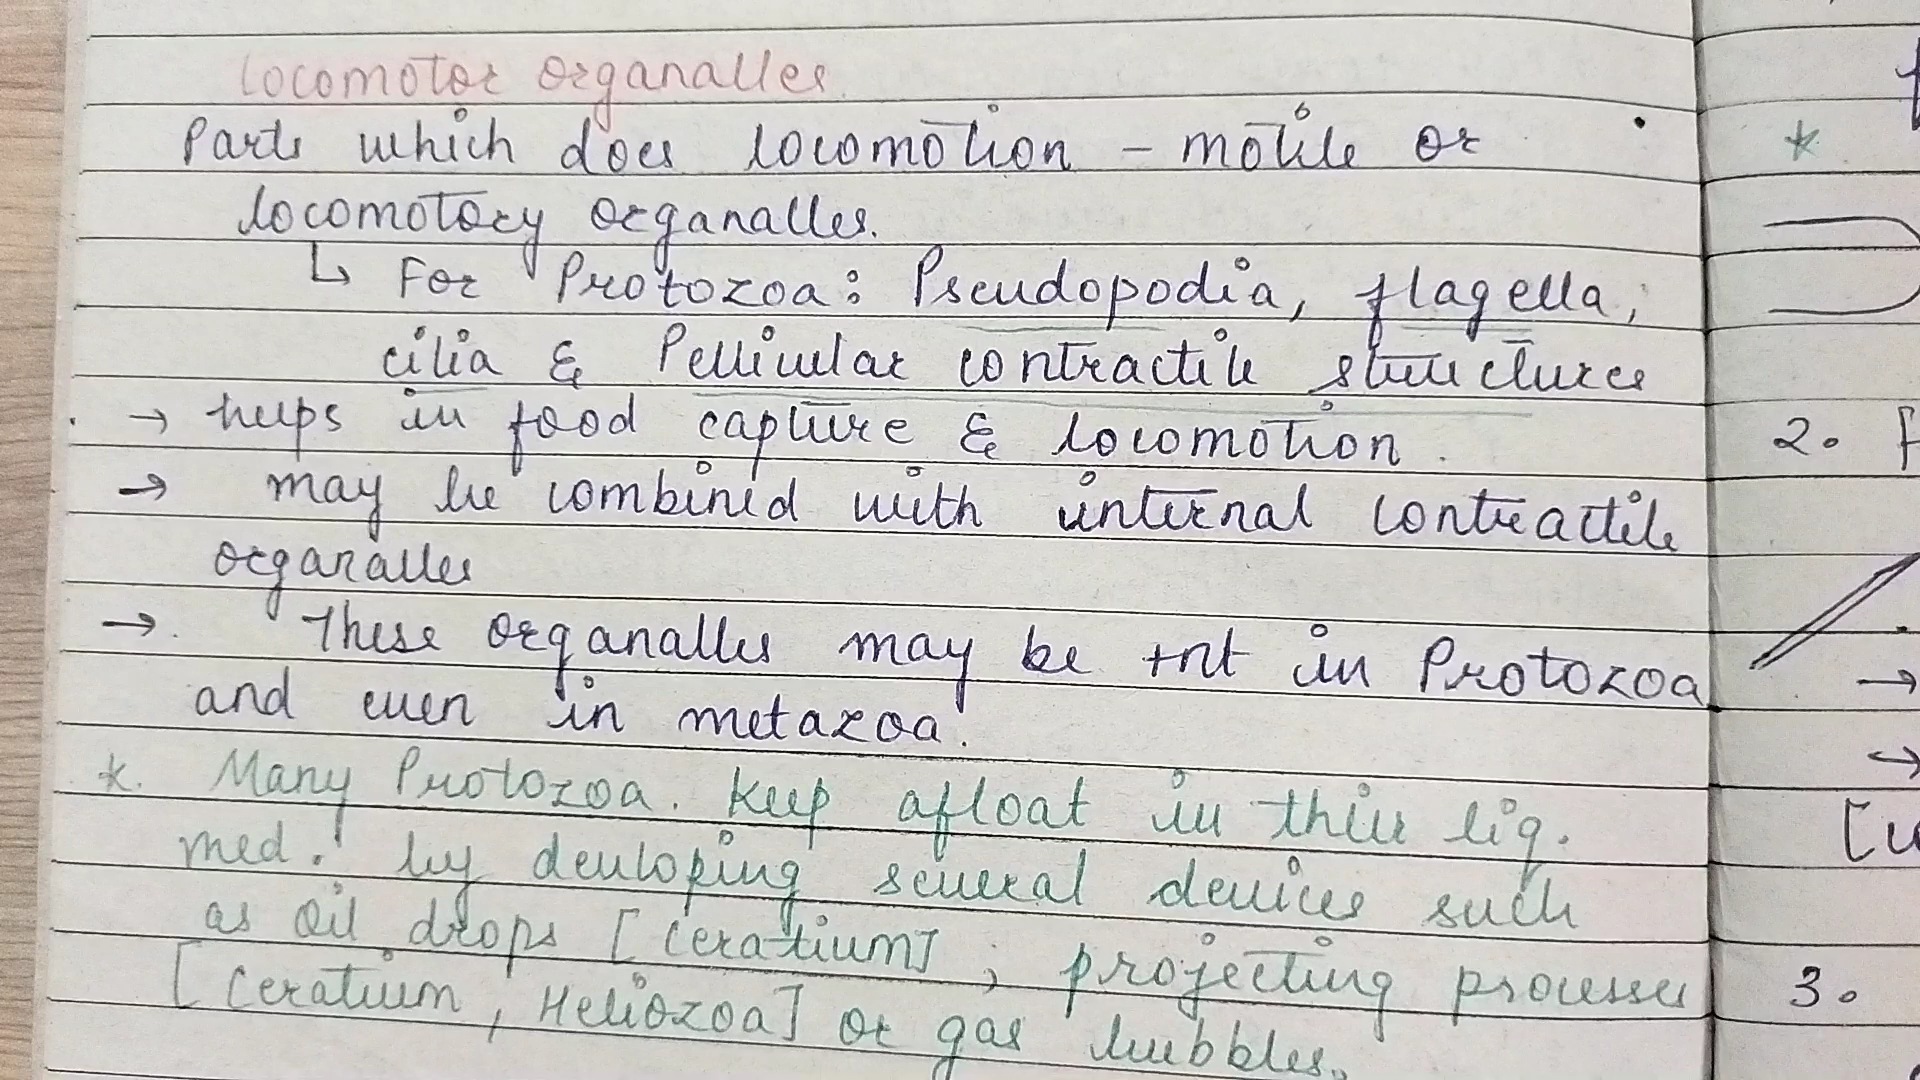 Locomotor organalles
Parts which does locomotion - motile or
locomotory organalles.
↳ For Protozoa: Pseudopodia, flagella,
cilia & Pellicular contractile structures
→ helps in food capture & locomotion.
→ may be combined with internal contractile
organalles
→ These organalles may be +nt in Protozoa
and even in metazoa.
* Many Protozoa. keep afloat in their liq.
med. by developing several devices such
as oil drops [Ceratium], projecting processes
[Ceratium, Heliozoa] or gas bubbles.
*
2.
→
→
3.